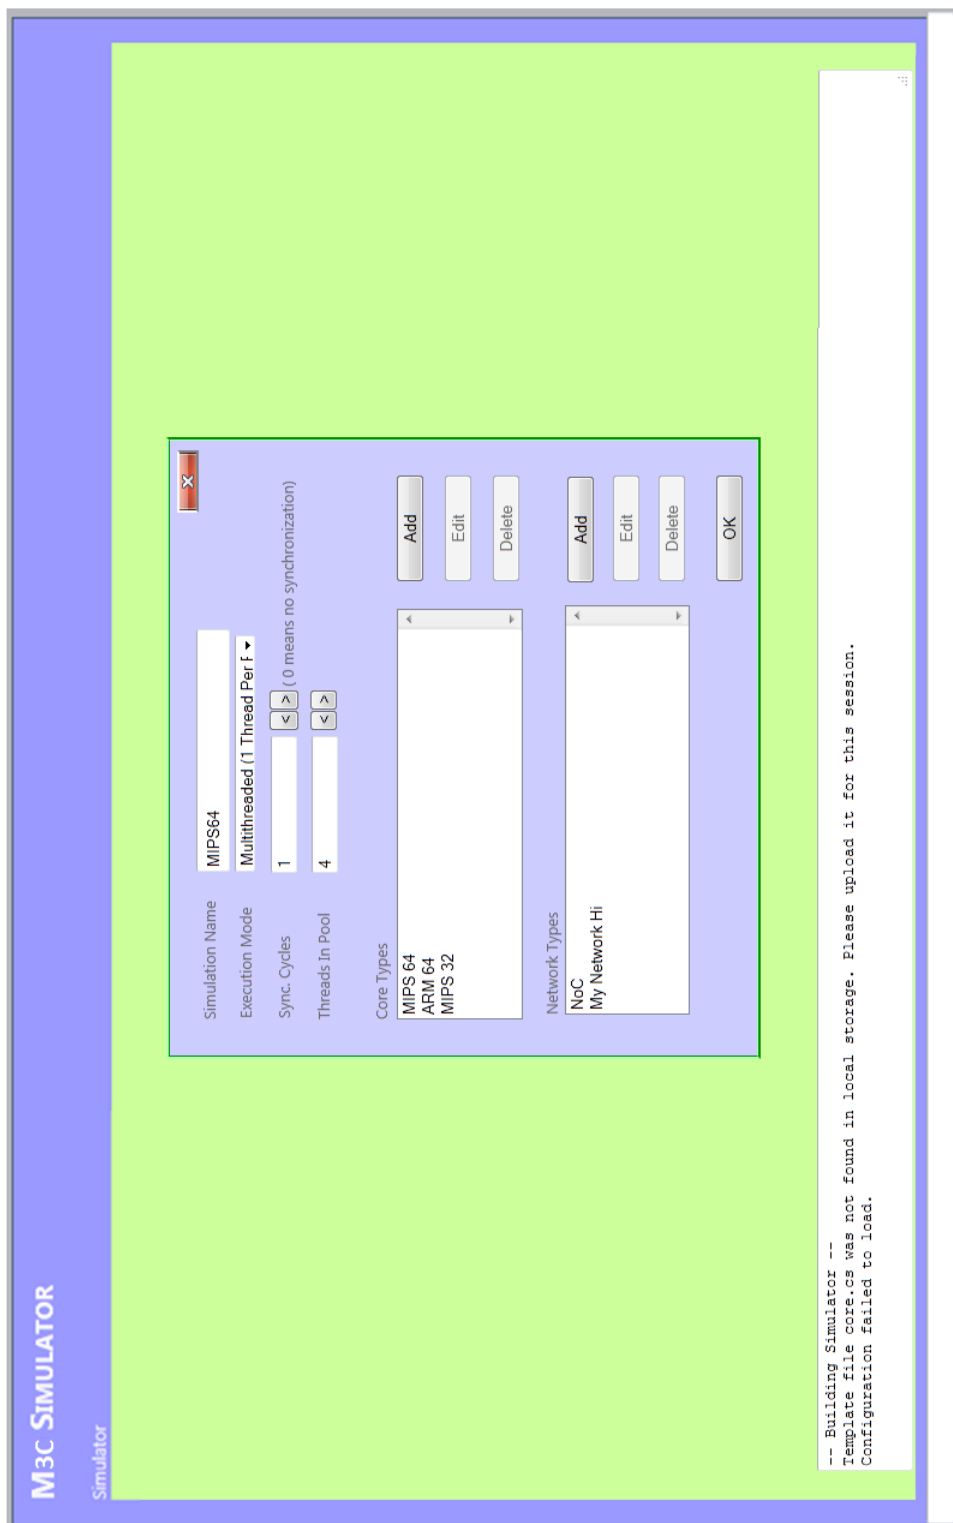 M3C SIMULATOR
Simulator
x
Simulation Name MIPS64
Execution Mode Multithreaded (1 Thread Per F
Sync. Cycles 1 < > ( 0 means no synchronization)
Threads In Pool 4 < >
Core Types
MIPS 64
ARM 64
MIPS 32
Add
Edit
Delete
Network Types
NoC
My Network Hi
Add
Edit
Delete
OK
-- Building Simulator --
Template file core.cs was not found in local storage. Please upload it for this session.
Configuration failed to load.